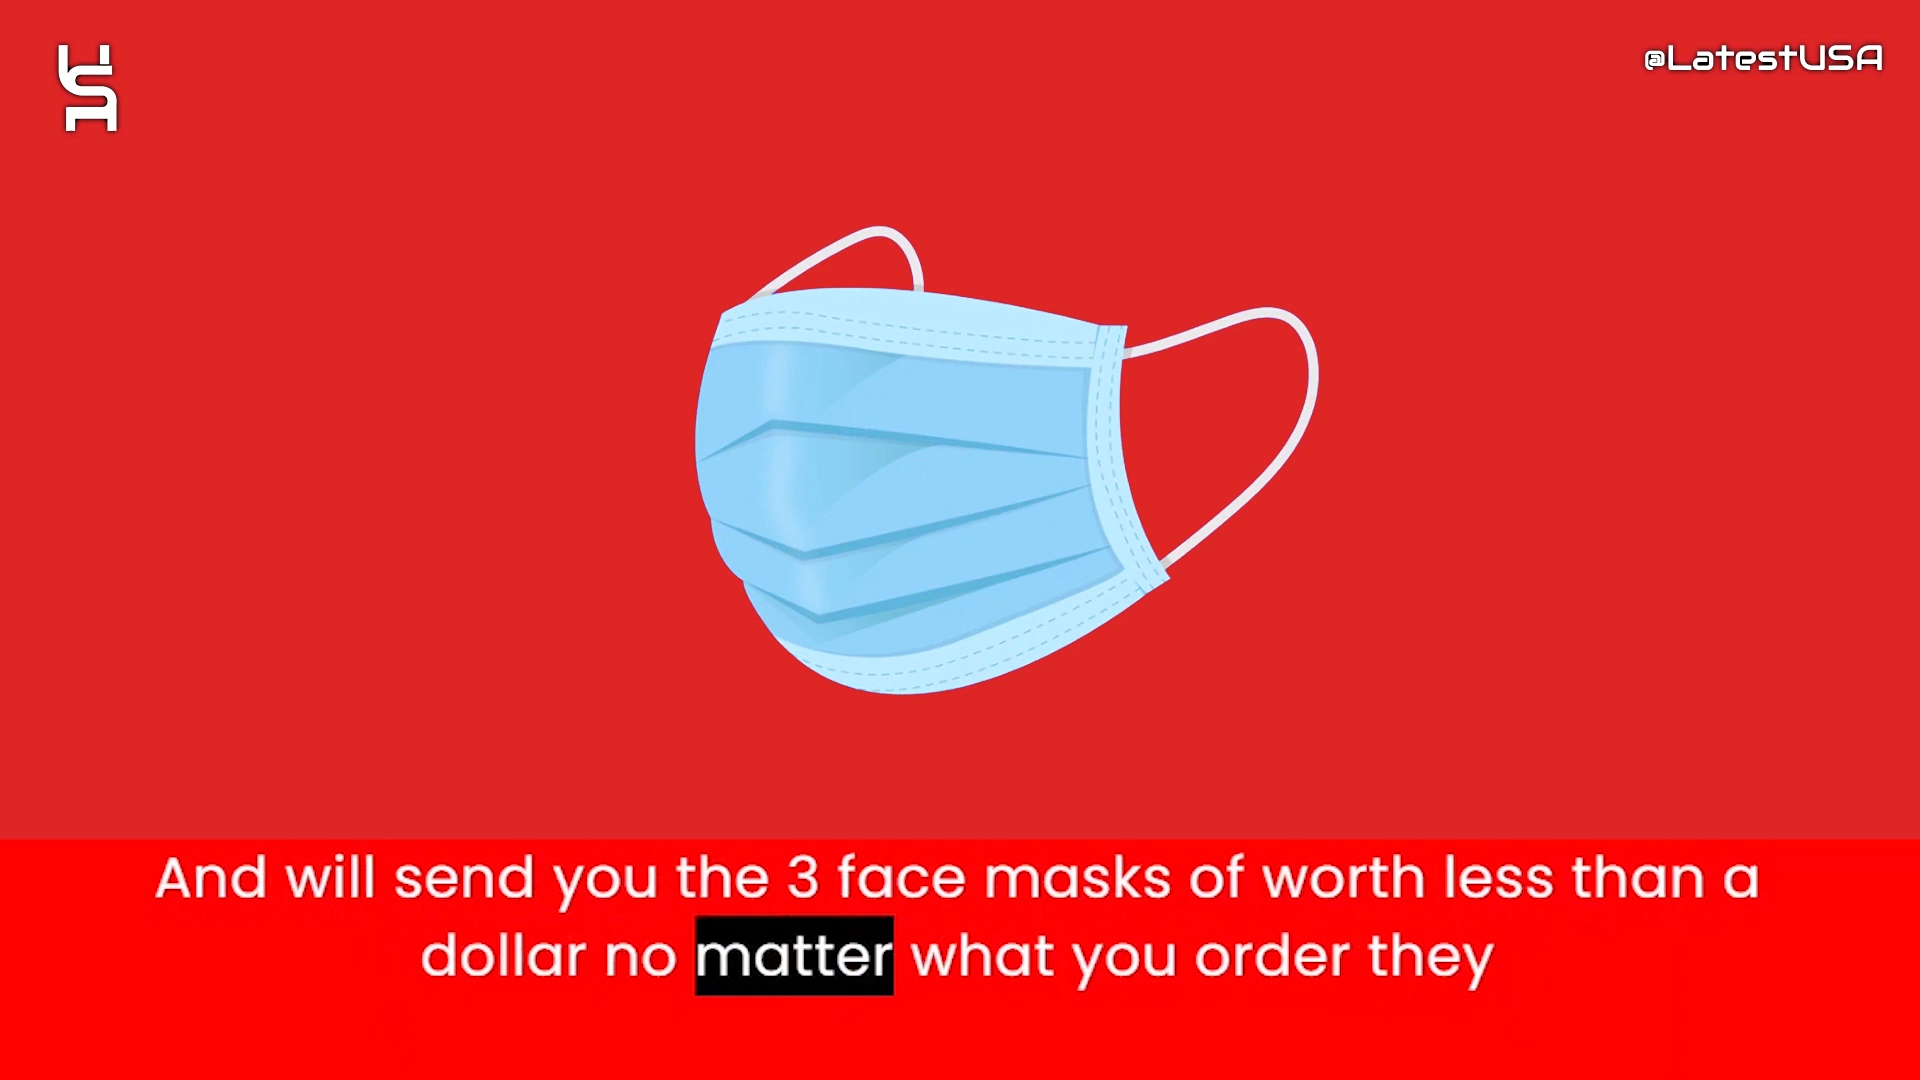 USA
@LatestUSA
And will send you the 3 face masks of worth less than a
dollar no matter what you order they